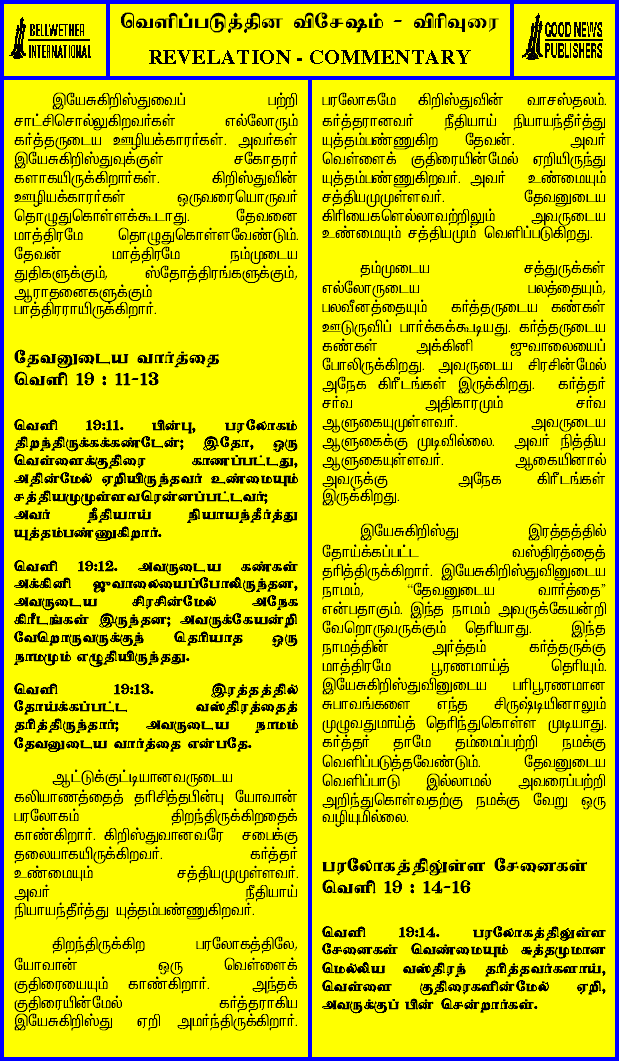 BELLWETHER
INTERNATIONAL
வெளிப்படுத்தின விசேஷம் - விரிவுரை
REVELATION - COMMENTARY
GOOD NEWS
PUBLISHERS
இயேசுகிறிஸ்துவைப் பற்றி
சாட்சிசொல்லுகிறவர்கள் எல்லோரும்
கர்த்தருடைய ஊழியக்காரர்கள். அவர்கள்
இயேசுகிறிஸ்துவுக்குள் சகோதரர்
களாகயிருக்கிறார்கள். கிறிஸ்துவின்
ஊழியக்காரர்கள் ஒருவரையொருவர்
தொழுதுகொள்ளக்கூடாது. தேவனை
மாத்திரமே தொழுதுகொள்ளவேண்டும்.
தேவன் மாத்திரமே நம்முடைய
துதிகளுக்கும், ஸ்தோத்திரங்களுக்கும்,
ஆராதனைகளுக்கும்
பாத்திரராயிருக்கிறார்.
தேவனுடைய வார்த்தை
வெளி 19 : 11-13
வெளி 19:11. பின்பு, பரலோகம்
திறந்திருக்கக்கண்டேன்; இதோ, ஒரு
வெள்ளைக்குதிரை காணப்பட்டது,
அதின்மேல் ஏறியிருந்தவர் உண்மையும்
சத்தியமுமுள்ளவரென்னப்பட்டவர்;
அவர் நீதியாய் நியாயந்தீர்த்து
யுத்தம்பண்ணுகிறார்.
வெளி 19:12. அவருடைய கண்கள்
அக்கினி ஜுவாலையைப்போலிருந்தன,
அவருடைய சிரசின்மேல் அநேக
கிரீடங்கள் இருந்தன; அவருக்கேயன்றி
வேறொருவருக்குந் தெரியாத ஒரு
நாமமும் எழுதியிருந்தது.
வெளி 19:13. இரத்தத்தில்
தோய்க்கப்பட்ட வஸ்திரத்தைத்
தரித்திருந்தார்; அவருடைய நாமம்
தேவனுடைய வார்த்தை என்பதே.
ஆட்டுக்குட்டியானவருடைய
கலியாணத்தைத் தரிசித்தபின்பு யோவான்
பரலோகம் திறந்திருக்கிறதைக்
காண்கிறார். கிறிஸ்துவானவரே சபைக்கு
தலையாகயிருக்கிறவர். கர்த்தர்
உண்மையும் சத்தியமுமுள்ளவர்.
அவர் நீதியாய்
நியாயந்தீர்த்து யுத்தம்பண்ணுகிறவர்.
திறந்திருக்கிற பரலோகத்திலே,
யோவான் ஒரு வெள்ளைக்
குதிரையையும் காண்கிறார். அந்தக்
குதிரையின்மேல் கர்த்தராகிய
இயேசுகிறிஸ்து ஏறி அமர்ந்திருக்கிறார்.
பரலோகமே கிறிஸ்துவின் வாசஸ்தலம்.
கர்த்தரானவர் நீதியாய் நியாயந்தீர்த்து
யுத்தம்பண்ணுகிற தேவன். அவர்
வெள்ளைக் குதிரையின்மேல் ஏறியிருந்து
யுத்தம்பண்ணுகிறவர். அவர் உண்மையும்
சத்தியமுமுள்ளவர். தேவனுடைய
கிரியைகளெல்லாவற்றிலும் அவருடைய
உண்மையும் சத்தியமும் வெளிப்படுகிறது.
தம்முடைய சத்துருக்கள்
எல்லோருடைய பலத்தையும்,
பலவீனத்தையும் கர்த்தருடைய கண்கள்
ஊடுருவிப் பார்க்கக்கூடியது. கர்த்தருடைய
கண்கள் அக்கினி ஜுவாலையைப்
போலிருக்கிறது. அவருடைய சிரசின்மேல்
அநேக கிரீடங்கள் இருக்கிறது. கர்த்தர்
சர்வ அதிகாரமும் சர்வ
ஆளுகையுமுள்ளவர். அவருடைய
ஆளுகைக்கு முடிவில்லை. அவர் நித்திய
ஆளுகையுள்ளவர். ஆகையினால்
அவருக்கு அநேக கிரீடங்கள்
இருக்கிறது.
இயேசுகிறிஸ்து இரத்தத்தில்
தோய்க்கப்பட்ட வஸ்திரத்தைத்
தரித்திருக்கிறார். இயேசுகிறிஸ்துவினுடைய
நாமம், “தேவனுடைய வார்த்தை”
என்பதாகும். இந்த நாமம் அவருக்கேயன்றி
வேறொருவருக்கும் தெரியாது. இந்த
நாமத்தின் அர்த்தம் கர்த்தருக்கு
மாத்திரமே பூரணமாய்த் தெரியும்.
இயேசுகிறிஸ்துவினுடைய பரிபூரணமான
சுபாவங்களை எந்த சிருஷ்டியினாலும்
முழுவதுமாய்த் தெரிந்துகொள்ள முடியாது.
கர்த்தர் தாமே தம்மைப்பற்றி நமக்கு
வெளிப்படுத்தவேண்டும். தேவனுடைய
வெளிப்பாடு இல்லாமல் அவரைப்பற்றி
அறிந்துகொள்வதற்கு நமக்கு வேறு ஒரு
வழியுமில்லை.
பரலோகத்திலுள்ள சேனைகள்
வெளி 19 : 14-16
வெளி 19:14. பரலோகத்திலுள்ள
சேனைகள் வெண்மையும் சுத்தமுமான
மெல்லிய வஸ்திரந் தரித்தவர்களாய்,
வெள்ளை குதிரைகளின்மேல் ஏறி,
அவருக்குப் பின் சென்றார்கள்.